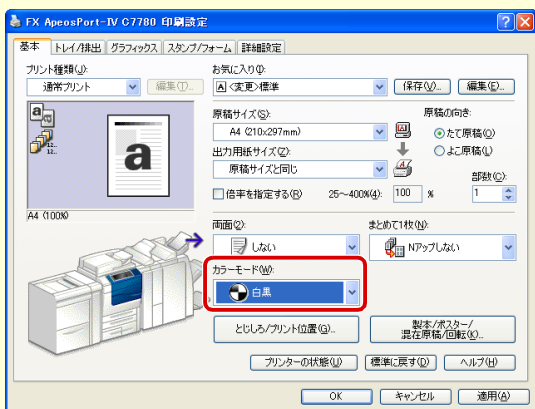 FX ApeosPort-IV C7780 印刷設定
基本 トレイ/排出 グラフィックス スタンプ/フォーム 詳細設定
プリント種類(J):
通常プリント 編集(T)...
お気に入り(I):
A <変更>標準 保存(V)... 編集(E)...
原稿サイズ(S): 原稿の向き:
A4 (210x297mm) たて原稿(O)
出力用紙サイズ(Z): よこ原稿(L)
原稿サイズと同じ 部数(C):
倍率を指定する(R) 25～400%(4): 100 % 1
a
12..
12..
a
A4 (100%)
両面(2): まとめて1枚(N):
しない Nアップしない
カラーモード(W):
白黒
とじしろ/プリント位置(G)... 製本/ポスター/
混在原稿/回転(K)...
プリンターの状態(U) 標準に戻す(D) ヘルプ(H)
OK キャンセル 適用(A)